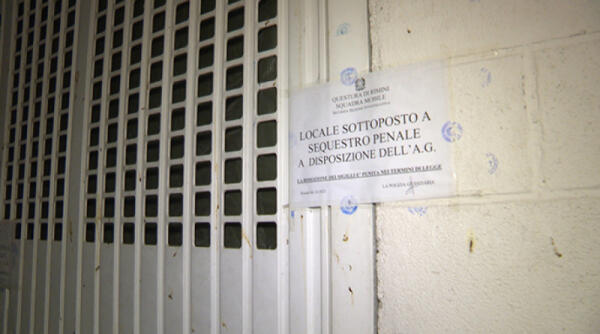 QUESTURA DI RIMINI
SQUADRA MOBILE
LOCALE SOTTOPOSTO A
SEQUESTRO PENALE
A DISPOSIZIONE DELL'A.G.
LA RIMOZIONE DEI SIGILLI E' PUNITA NEI TERMINI DI LEGGE
LA POLIZIA GIUDIZIARIA